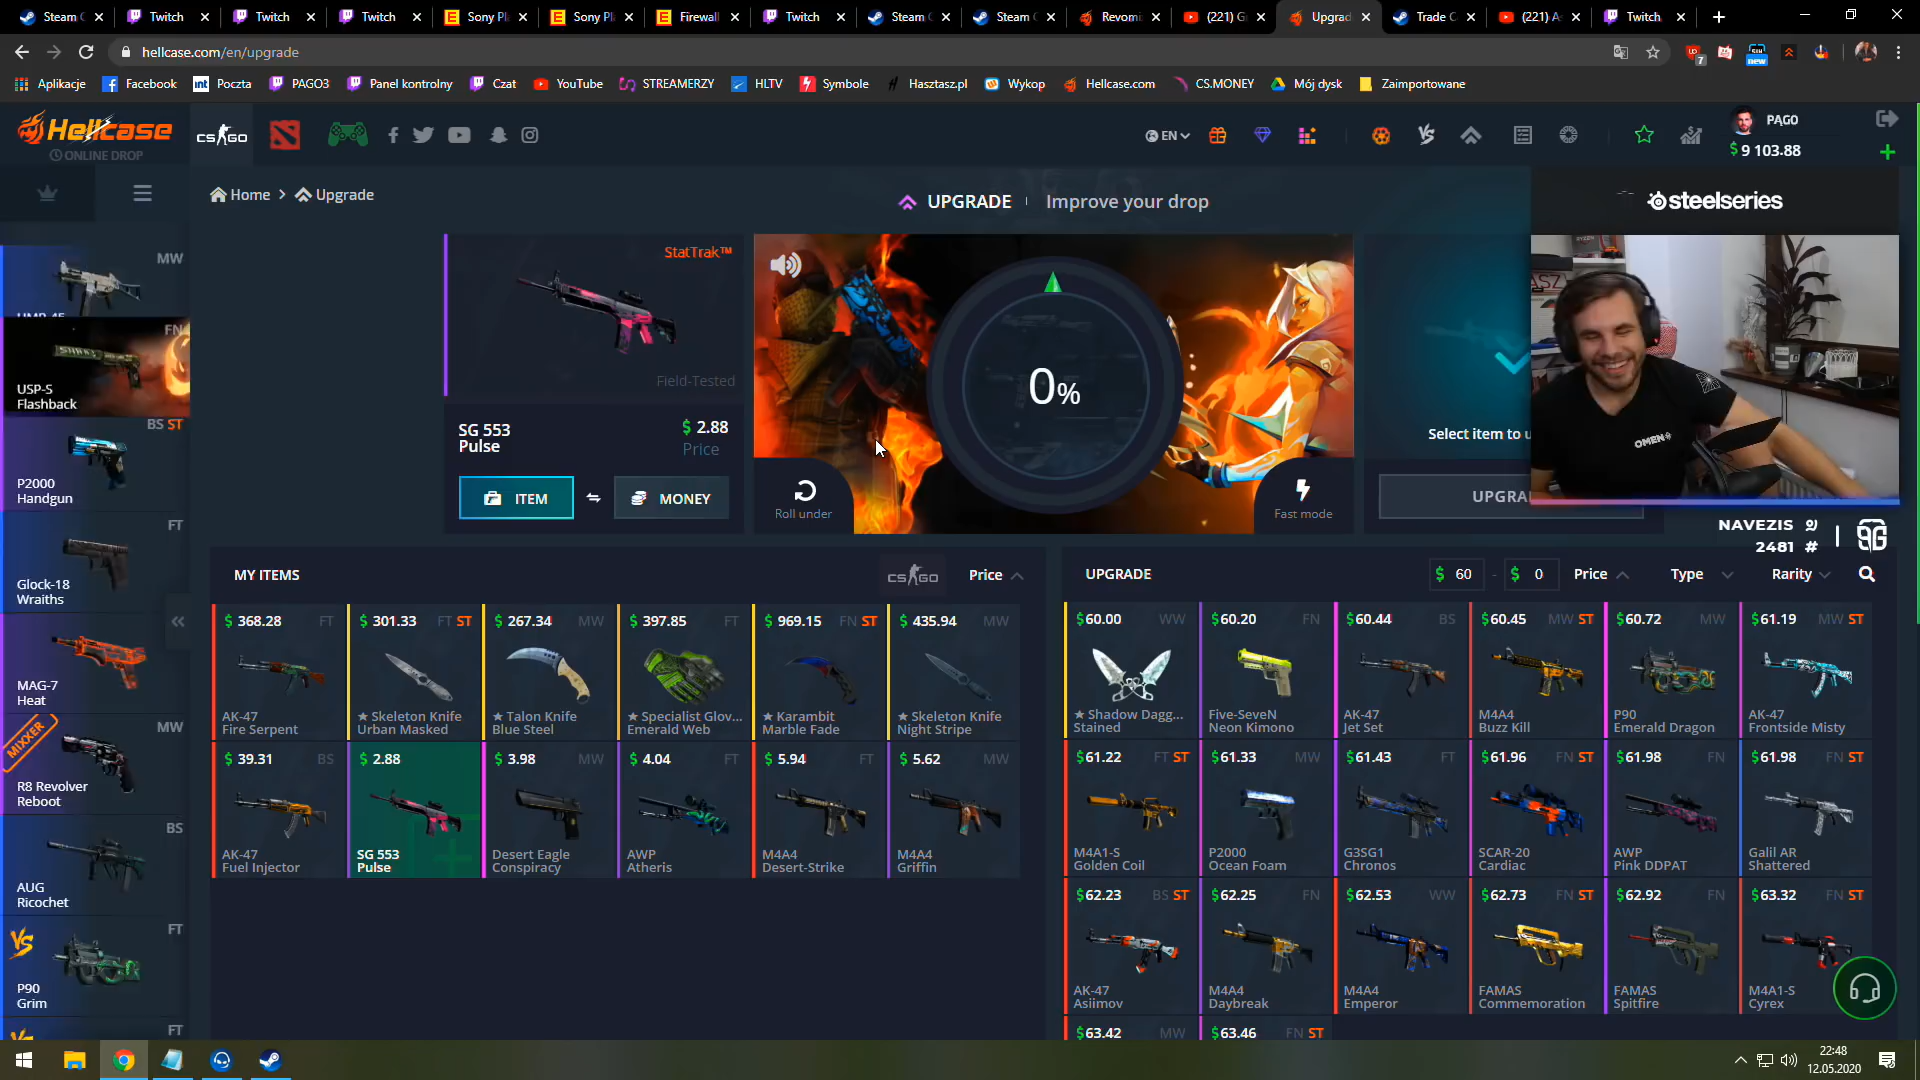 Steam C
Twitch
Twitch
Twitch
Sony Pl
Sony Pl
Firewall
Twitch
Steam C
Steam C
Revomi
(221) G
Upgrad
Trade C
(221) A
Twitch
hellcase.com/en/upgrade
7
new
Aplikacje
Facebook
int Poczta
PAGO3
Panel kontrolny
Czat
YouTube
STREAMERZY
HLTV
Symbole
Hasztasz.pl
Wykop
Hellcase.com
CS.MONEY
Mój dysk
Zaimportowane
Hellcase
ONLINE DROP
CS GO
EN
VS
PĄGO
$ 9 103.88
Home > Upgrade
UPGRADE | Improve your drop
steelseries
MW
UMP-45
FN
USP-S
Flashback
BS ST
P2000
Handgun
FT
Glock-18
Wraiths
MAG-7
Heat
MIXXER
MW
R8 Revolver
Reboot
BS
AUG
Ricochet
FT
VS
P90
Grim
FT
StatTrak™
Field-Tested
SG 553
Pulse
$ 2.88
Price
ITEM
MONEY
0%
Roll under
Fast mode
Select item to u
UPGRA
OMEN
NAVEZIS
2481 #
MY ITEMS
CS GO
Price
$ 368.28 FT
AK-47
Fire Serpent
$ 301.33 FT ST
★ Skeleton Knife
Urban Masked
$ 267.34 MW
★ Talon Knife
Blue Steel
$ 397.85 FT
★ Specialist Glov...
Emerald Web
$ 969.15 FN ST
★ Karambit
Marble Fade
$ 435.94 MW
★ Skeleton Knife
Night Stripe
$ 39.31 BS
AK-47
Fuel Injector
$ 2.88
SG 553
Pulse
$ 3.98 MW
Desert Eagle
Conspiracy
$ 4.04 FT
AWP
Atheris
$ 5.94 FT
M4A4
Desert-Strike
$ 5.62 MW
M4A4
Griffin
UPGRADE
$ 60 - $ 0
Price
Type
Rarity
$60.00 WW
★ Shadow Dagg...
Stained
$60.20 FN
Five-SeveN
Neon Kimono
$60.44 BS
AK-47
Jet Set
$60.45 MW ST
M4A4
Buzz Kill
$60.72 MW
P90
Emerald Dragon
$61.19 MW ST
AK-47
Frontside Misty
$61.22 FT ST
M4A1-S
Golden Coil
$61.33 MW
P2000
Ocean Foam
$61.43 FT
G3SG1
Chronos
$61.96 FN ST
SCAR-20
Cardiac
$61.98 FN
AWP
Pink DDPAT
$61.98 FN ST
Galil AR
Shattered
$62.23 BS ST
AK-47
Asiimov
$62.25 FN
M4A4
Daybreak
$62.53 WW
M4A4
Emperor
$62.73 FN ST
FAMAS
Commemoration
$62.92 FN
FAMAS
Spitfire
$63.32 FN ST
M4A1-S
Cyrex
$63.42 MW
$63.46 FN ST
22:48
12.05.2020